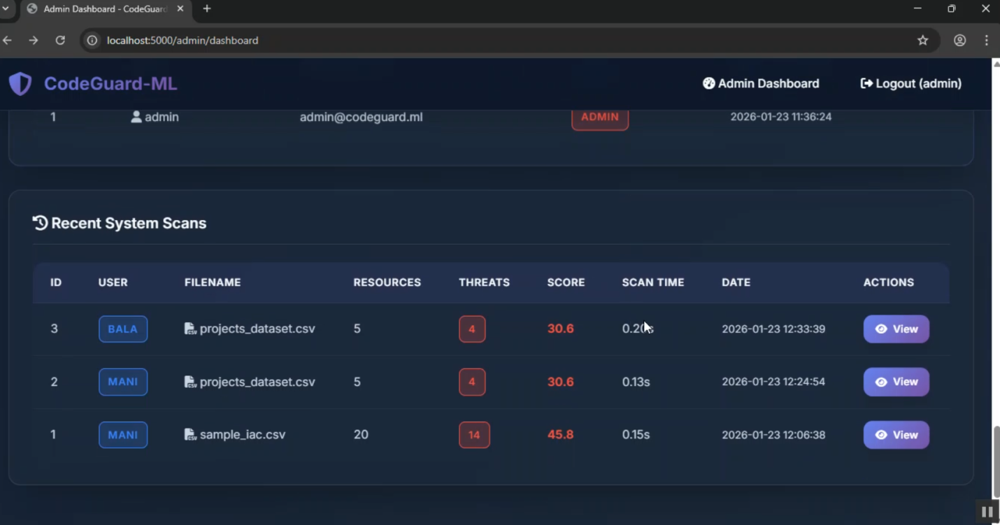 Admin Dashboard - CodeGuard
localhost:5000/admin/dashboard
CodeGuard-ML
Admin Dashboard
Logout (admin)
1 admin admin@codeguard.ml ADMIN 2026-01-23 11:36:24
Recent System Scans
ID USER FILENAME RESOURCES THREATS SCORE SCAN TIME DATE ACTIONS
3 BALA projects_dataset.csv 5 4 30.6 2026-01-23 12:33:39 View
2 MANI projects_dataset.csv 5 4 30.6 0.13s 2026-01-23 12:24:54 View
1 MANI sample_iac.csv 20 14 45.8 0.15s 2026-01-23 12:06:38 View